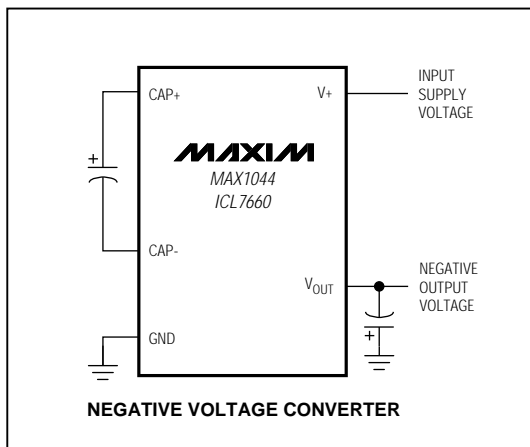 CAP+
V+
INPUT
SUPPLY
VOLTAGE
MAXIM
MAX1044
ICL7660
+
CAP-
VOUT
NEGATIVE
OUTPUT
VOLTAGE
+
GND
NEGATIVE VOLTAGE CONVERTER